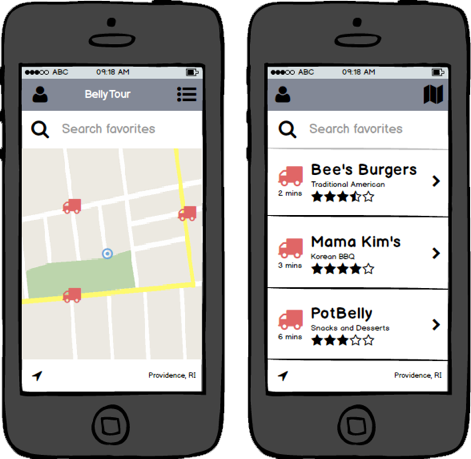 ABC 09:18 AM
BellyTour
Search favorites
Providence, RI
ABC 09:18 AM
Search favorites
Bee's Burgers
Traditional American
2 mins
Mama Kim's
Korean BBQ
3 mins
PotBelly
Snacks and Desserts
6 mins
Providence, RI